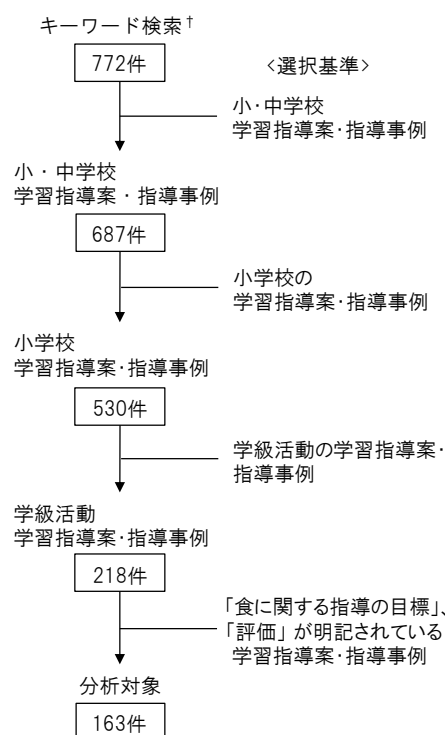 キーワード検索†
772件
<選択基準>
小・中学校
学習指導案・指導事例
小・中学校
学習指導案・指導事例
687件
小学校の
学習指導案・指導事例
小学校
学習指導案・指導事例
530件
学級活動の学習指導案・
指導事例
学級活動
学習指導案・指導事例
218件
「食に関する指導の目標」、
「評価」が明記されている
学習指導案・指導事例
分析対象
163件